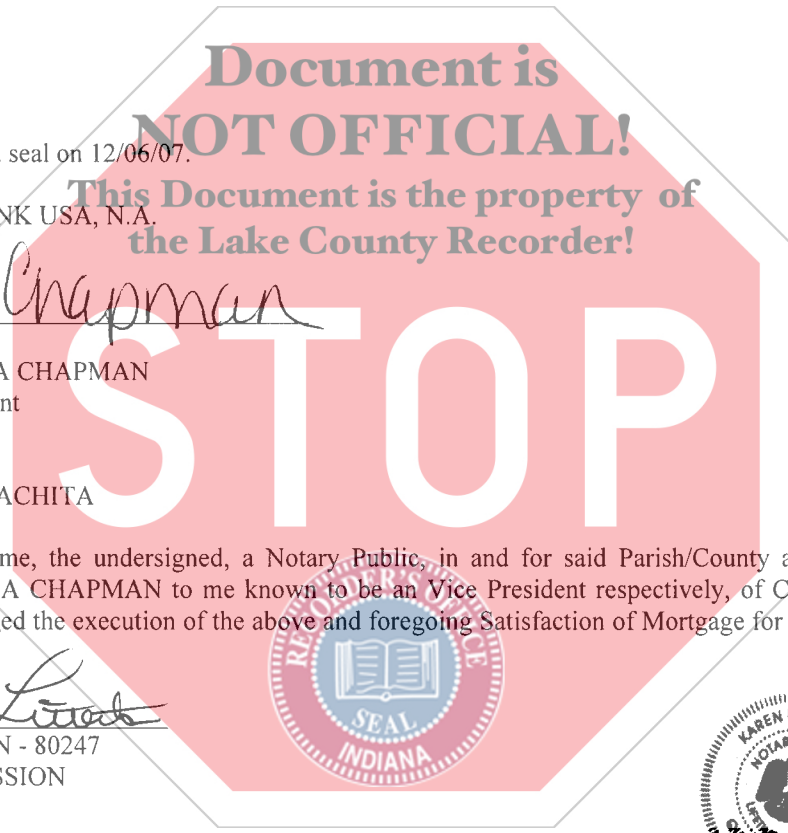 Document is
NOT OFFICIAL!
seal on 12/06/07.
This Document is the property of
NK USA, N.A.
the Lake County Recorder!
Chapman
STOP
A CHAPMAN
nt
ACHITA
me, the undersigned, a Notary Public, in and for said Parish/County a
A CHAPMAN to me known to be an Vice President respectively, of C
ed the execution of the above and foregoing Satisfaction of Mortgage for
RECORDER'S OFFICE
SEAL
INDIANA
N - 80247
SSION
KAREN
NOTAR